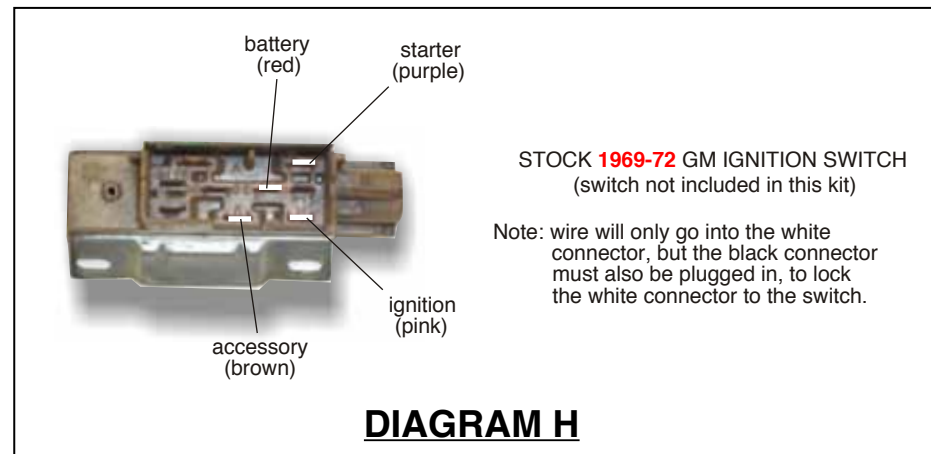 battery
(red)
starter
(purple)
STOCK 1969-72 GM IGNITION SWITCH
(switch not included in this kit)
Note: wire will only go into the white
connector, but the black connector
must also be plugged in, to lock
the white connector to the switch.
ignition
(pink)
accessory
(brown)
DIAGRAM H